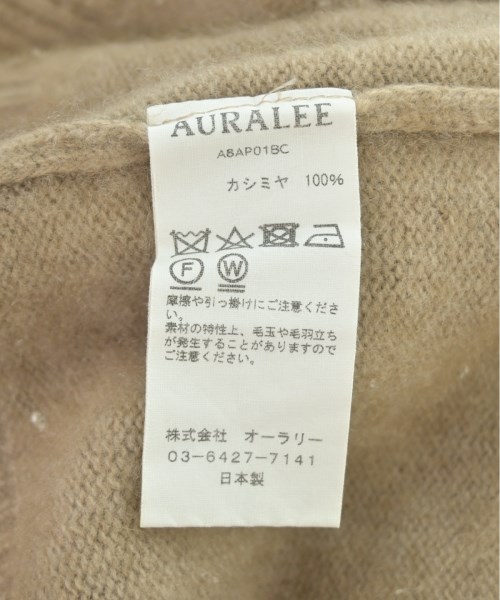 AURALEE
A8AP01BC
カシミヤ 100%
F W
摩擦や引っ掛けにご注意くださ
い。
素材の特性上、毛玉や毛羽立ち
が発生することがありますので
ご注意ください。
株式会社 オーラリー
03-6427-7141
日本製